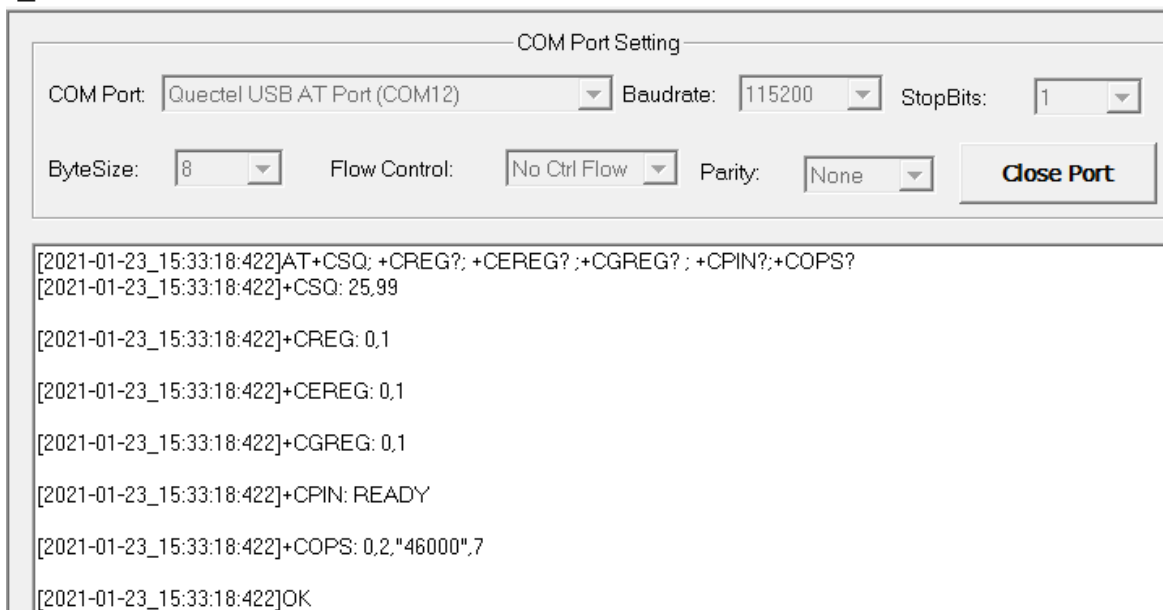 COM Port Setting
COM Port: Quectel USB AT Port (COM12) Baudrate: 115200 StopBits: 1
ByteSize: 8 Flow Control: No Ctrl Flow Parity: None Close Port
[2021-01-23_15:33:18:422]AT+CSQ; +CREG?; +CEREG? ;+CGREG? ; +CPIN?;+COPS?
[2021-01-23_15:33:18:422]+CSQ: 25,99
[2021-01-23_15:33:18:422]+CREG: 0,1
[2021-01-23_15:33:18:422]+CEREG: 0,1
[2021-01-23_15:33:18:422]+CGREG: 0,1
[2021-01-23_15:33:18:422]+CPIN: READY
[2021-01-23_15:33:18:422]+COPS: 0,2,"46000",7
[2021-01-23_15:33:18:422]OK